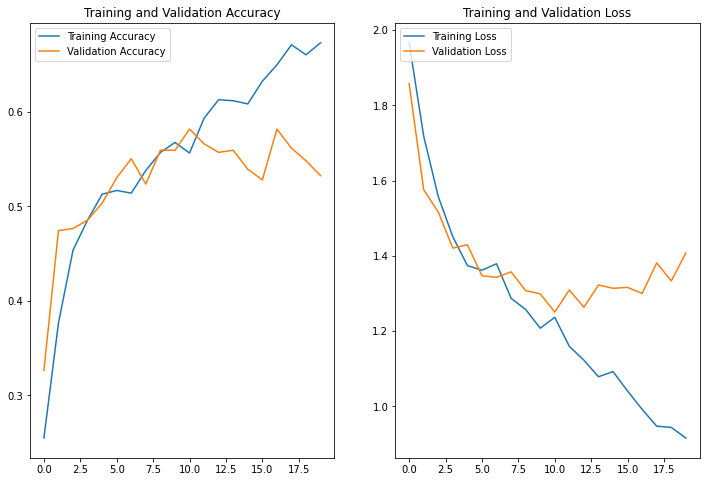 Training and Validation Accuracy
Training Accuracy
Validation Accuracy
0.6
0.5
0.4
0.3
0.0 2.5 5.0 7.5 10.0 12.5 15.0 17.5
Training and Validation Loss
Training Loss
Validation Loss
2.0
1.8
1.6
1.4
1.2
1.0
0.0 2.5 5.0 7.5 10.0 12.5 15.0 17.5